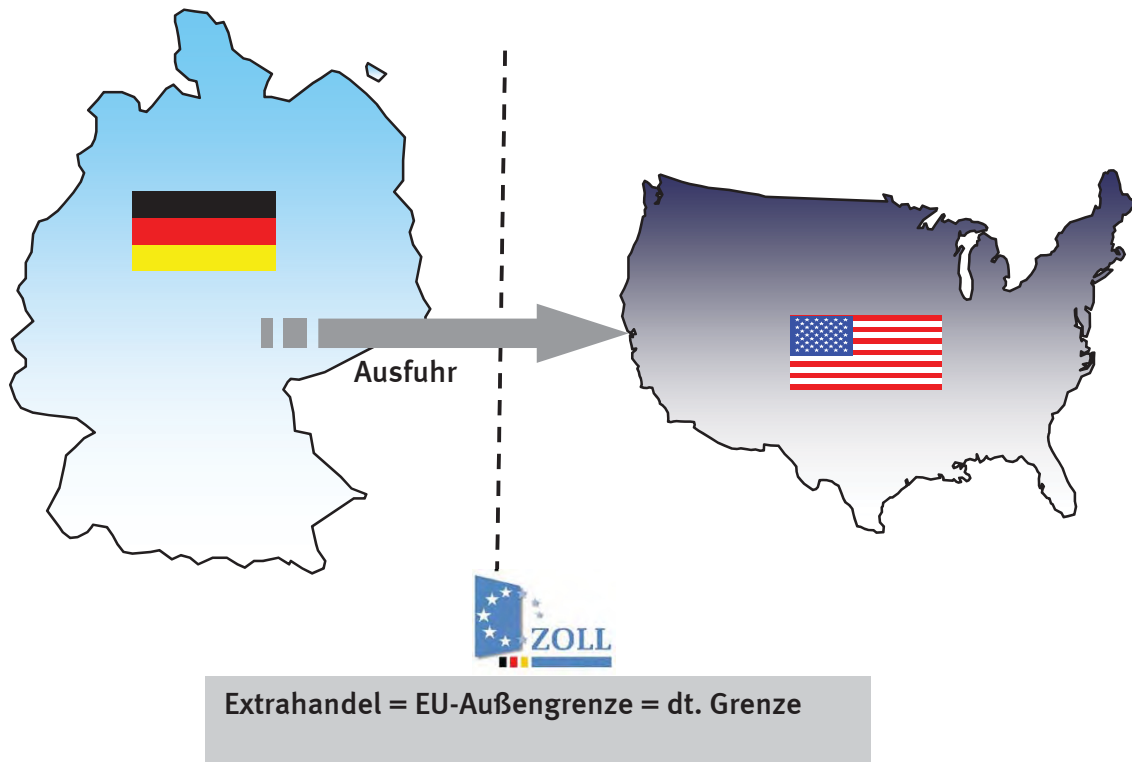 Ausfuhr
ZOLL
Extrahandel = EU-Außengrenze = dt. Grenze